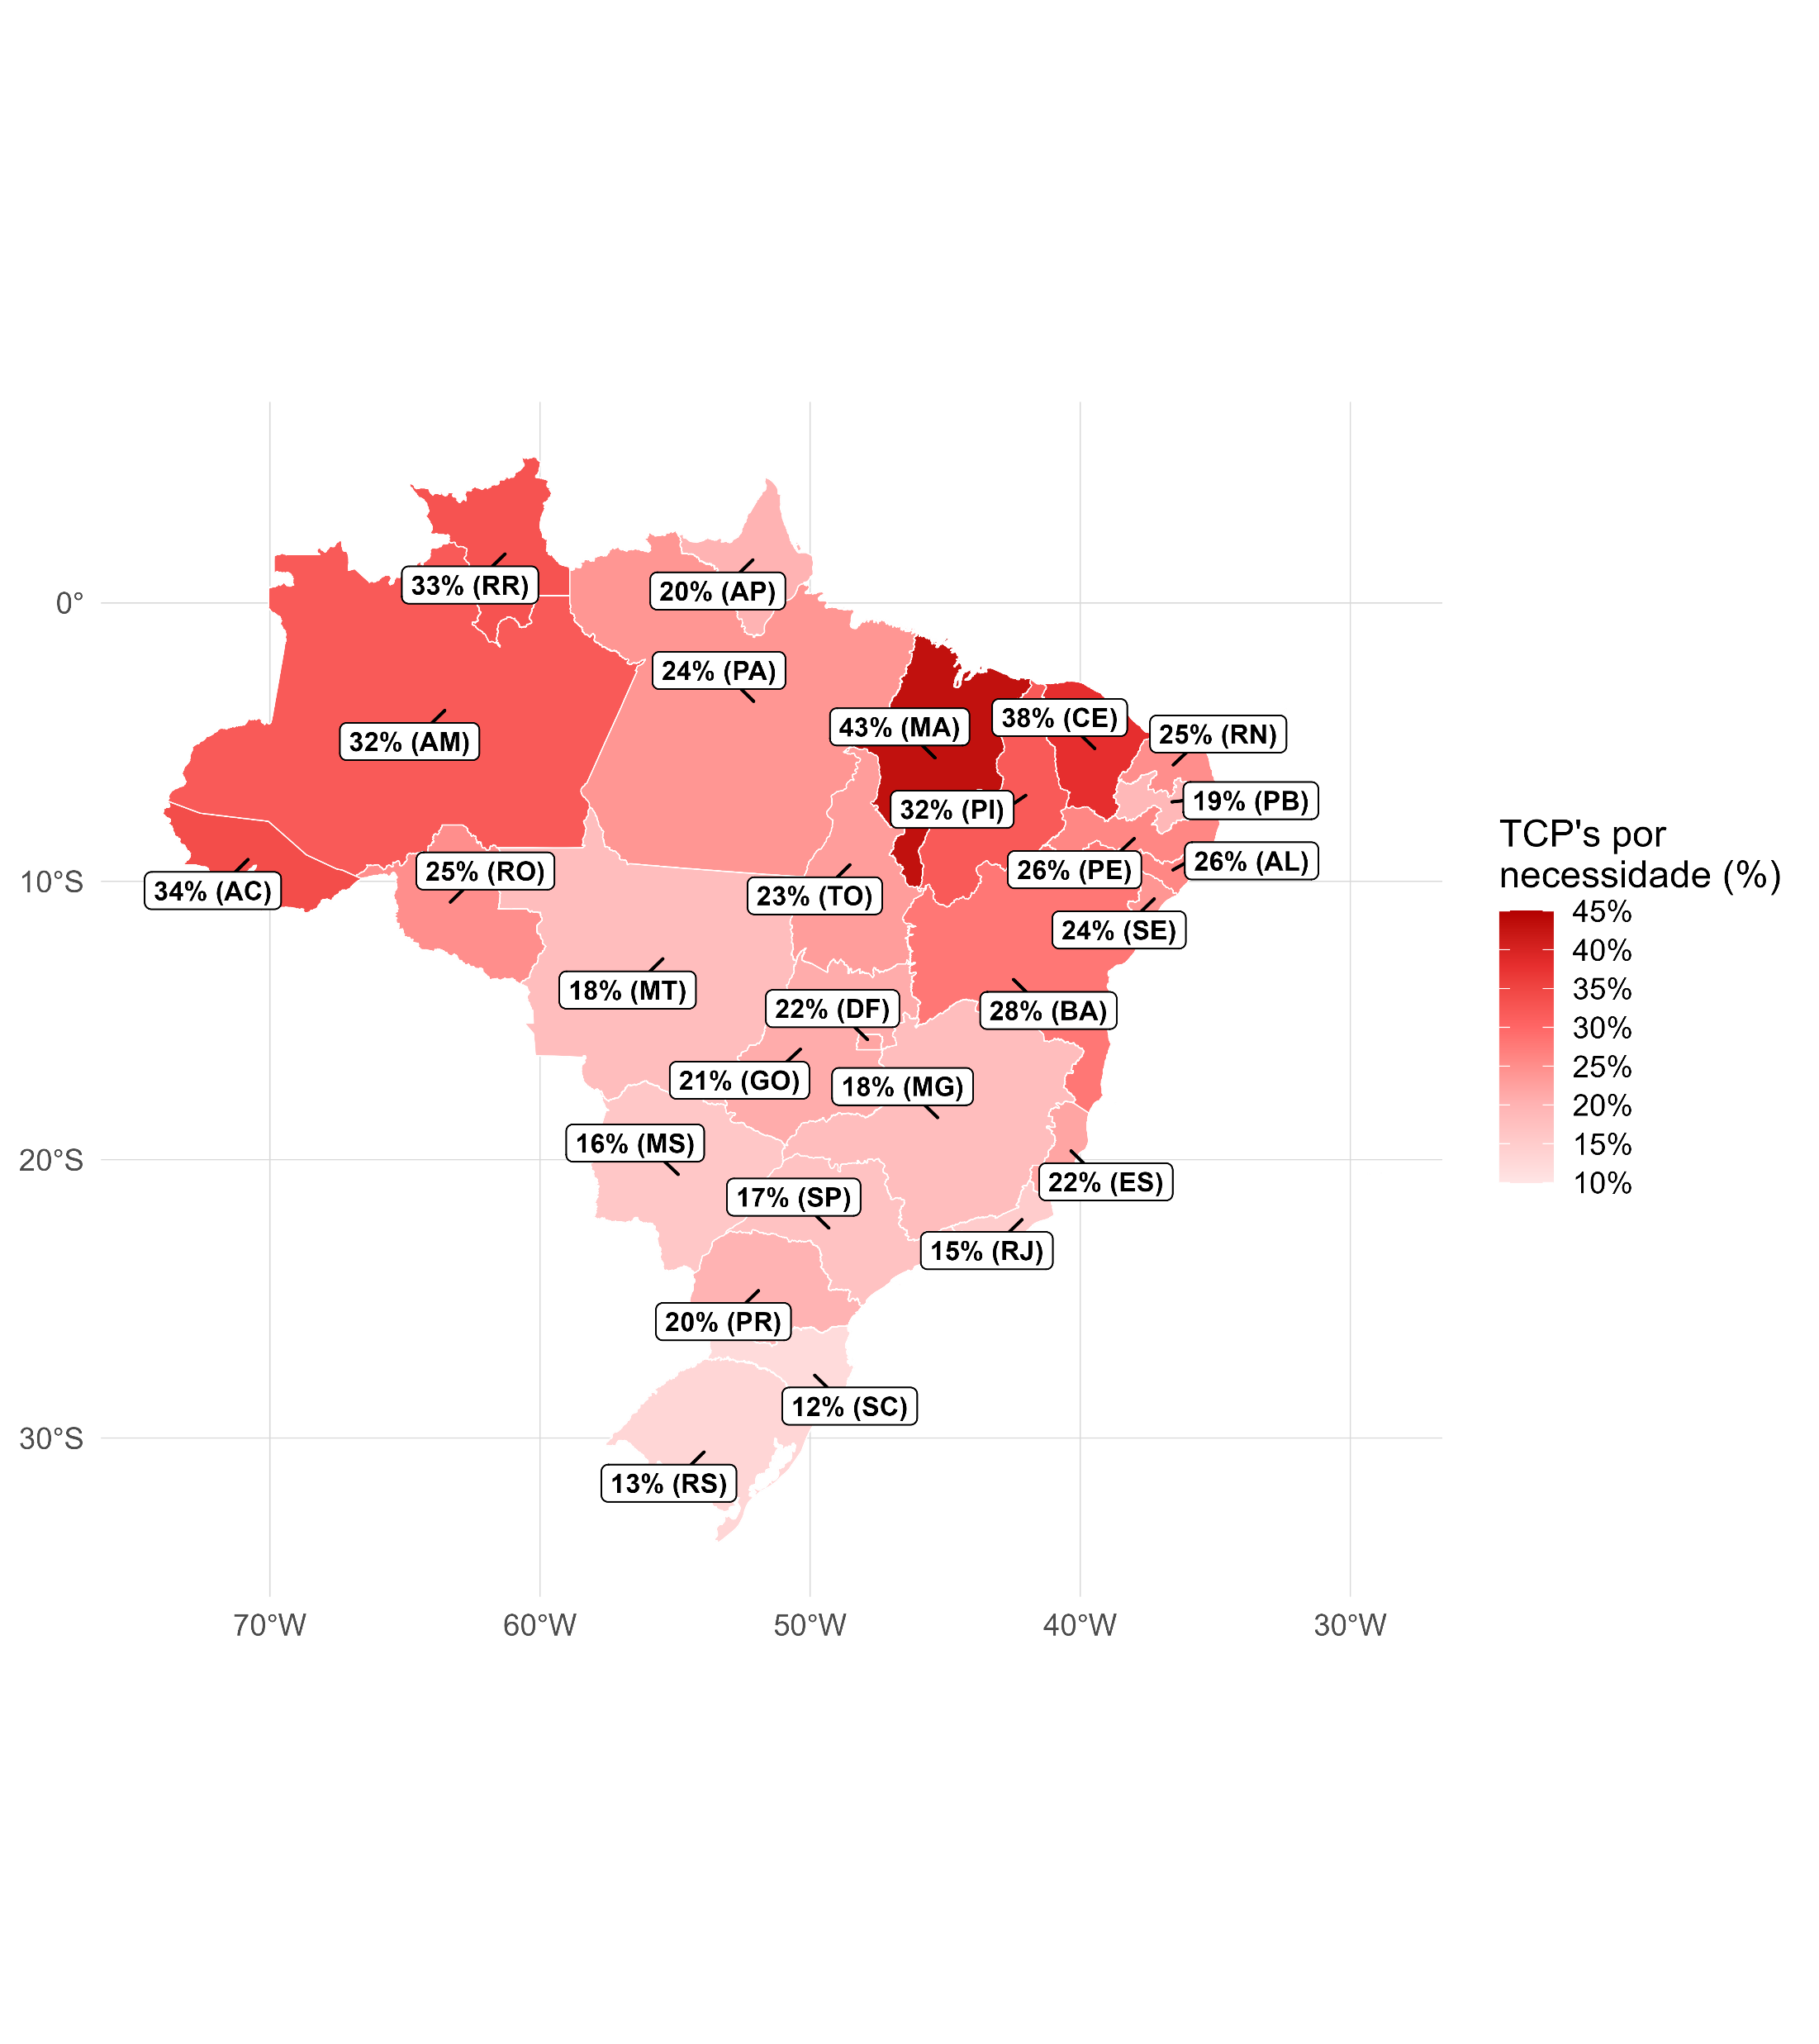 33% (RR)
20% (AP)
0°
24% (PA)
38% (CE)
43% (MA)
25% (RN)
32% (AM)
19% (PB)
32% (PI)
26% (AL)
25% (RO)
26% (PE)
10°S
34% (AC)
23% (TO)
24% (SE)
18% (MT)
22% (DF)
28% (BA)
21% (GO)
18% (MG)
16% (MS)
20°S
22% (ES)
17% (SP)
15% (RJ)
20% (PR)
12% (SC)
30°S
13% (RS)
70°W
60°W
50°W
40°W
30°W
TCP's por
necessidade (%)
45%
40%
35%
30%
25%
20%
15%
10%